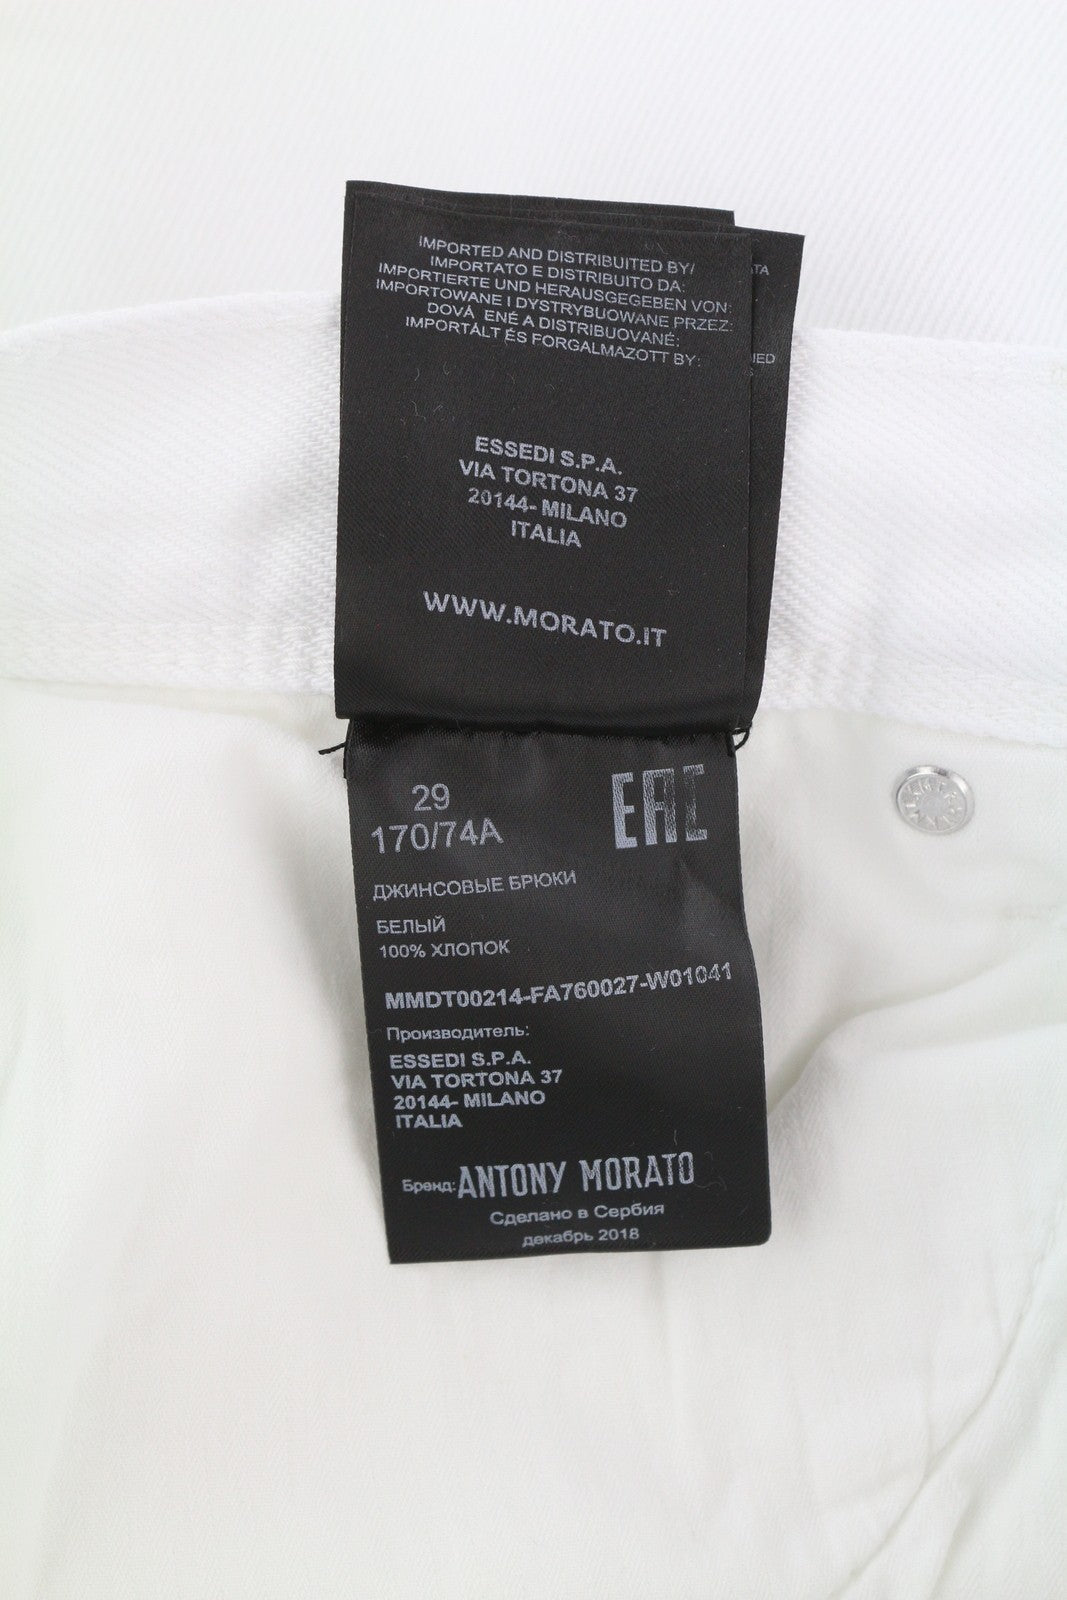 IMPORTED AND DISTRIBUITED BY/
IMPORTATO E DISTRIBUITO DA:
IMPORTIERTE UND HERAUSGEGEBEN VON:
IMPORTOWANE I DYSTRYBUOWANE PRZEZ:
DOVÁ ENÉ A DISTRIBUOVANÉ:
IMPORTÁLT ÉS FORGALMAZOTT BY:
ESSEDI S.P.A.
VIA TORTONA 37
20144- MILANO
ITALIA
WWW.MORATO.IT
29
170/74A
EAC
ДЖИНСОВЫЕ БРЮКИ
БЕЛЫЙ
100% ХЛОПОК
MMDT00214-FA760027-W01041
Производитель:
ESSEDI S.P.A.
VIA TORTONA 37
20144- MILANO
ITALIA
Бренд: ANTONY MORATO
Сделано в Сербия
декабрь 2018